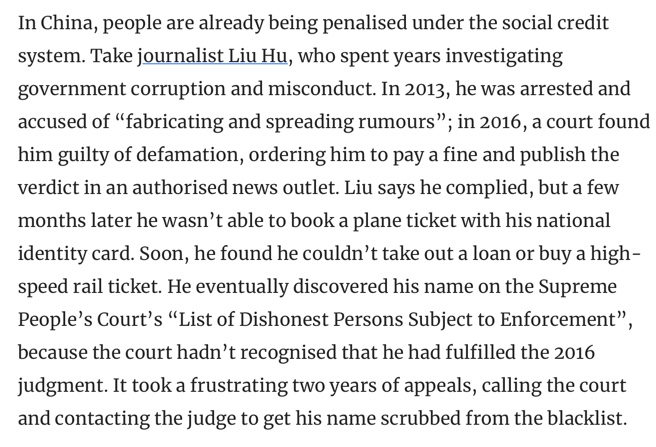 In China, people are already being penalised under the social credit
system. Take journalist Liu Hu, who spent years investigating
government corruption and misconduct. In 2013, he was arrested and
accused of “fabricating and spreading rumours”; in 2016, a court found
him guilty of defamation, ordering him to pay a fine and publish the
verdict in an authorised news outlet. Liu says he complied, but a few
months later he wasn’t able to book a plane ticket with his national
identity card. Soon, he found he couldn’t take out a loan or buy a high-
speed rail ticket. He eventually discovered his name on the Supreme
People’s Court’s “List of Dishonest Persons Subject to Enforcement”,
because the court hadn’t recognised that he had fulfilled the 2016
judgment. It took a frustrating two years of appeals, calling the court
and contacting the judge to get his name scrubbed from the blacklist.